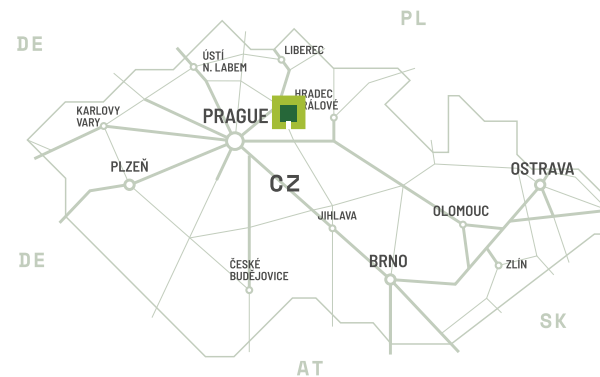 PL
DE
ÚSTÍ
N. LABEM
LIBEREC
HRADEC
KRÁLOVÉ
KARLOVY
VARY
PRAGUE
PLZEŇ
OSTRAVA
CZ
JIHLAVA
OLOMOUC
DE
ČESKÉ
BUDĚJOVICE
BRNO
ZLÍN
SK
AT